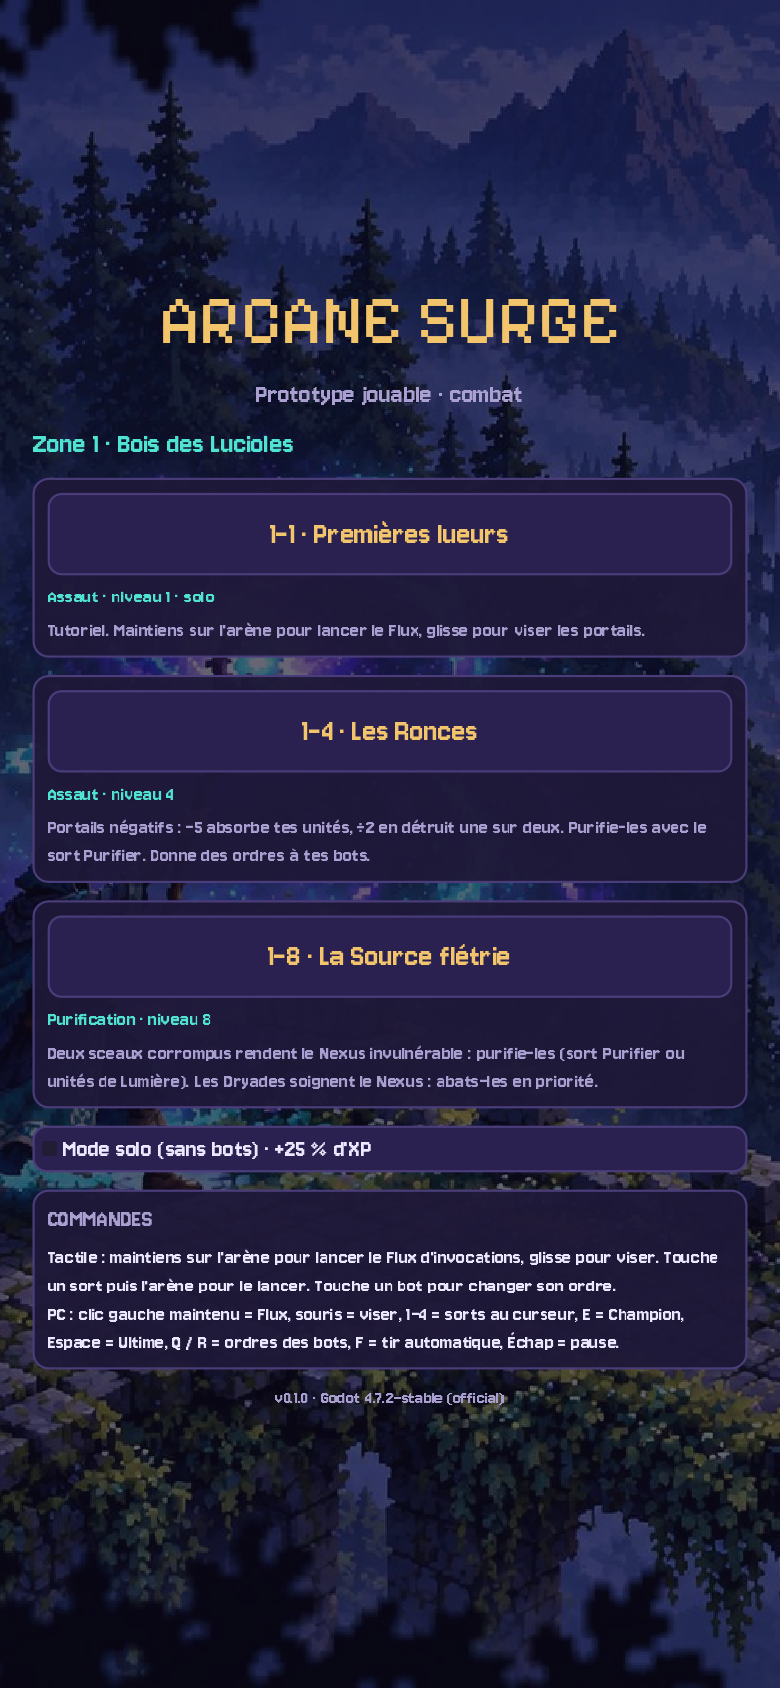 ARCANE SURGE
Prototype jouable · combat
Zone 1 · Bois des Lucioles
1-1 · Premières lueurs
Assaut · niveau 1 · solo
Tutoriel. Maintiens sur l'arène pour lancer le Flux, glisse pour viser les portails.
1-4 · Les Ronces
Assaut · niveau 4
Portails négatifs : -5 absorbe tes unités, ÷2 en détruit une sur deux. Purifie-les avec le
sort Purifier. Donne des ordres à tes bots.
1-8 · La Source flétrie
Purification · niveau 8
Deux sceaux corrompus rendent le Nexus invulnérable : purifie-les (sort Purifier ou
unités de Lumière). Les Dryades soignent le Nexus : abats-les en priorité.
Mode solo (sans bots) · +25 % d'XP
COMMANDES
Tactile : maintiens sur l'arène pour lancer le Flux d'invocations, glisse pour viser. Touche
un sort puis l'arène pour le lancer. Touche un bot pour changer son ordre.
PC : clic gauche maintenu = Flux, souris = viser, 1-4 = sorts au curseur, E = Champion,
Espace = Ultime, Q / R = ordres des bots, F = tir automatique, Échap = pause.
v0.1.0 · Godot 4.7.2-stable (official)